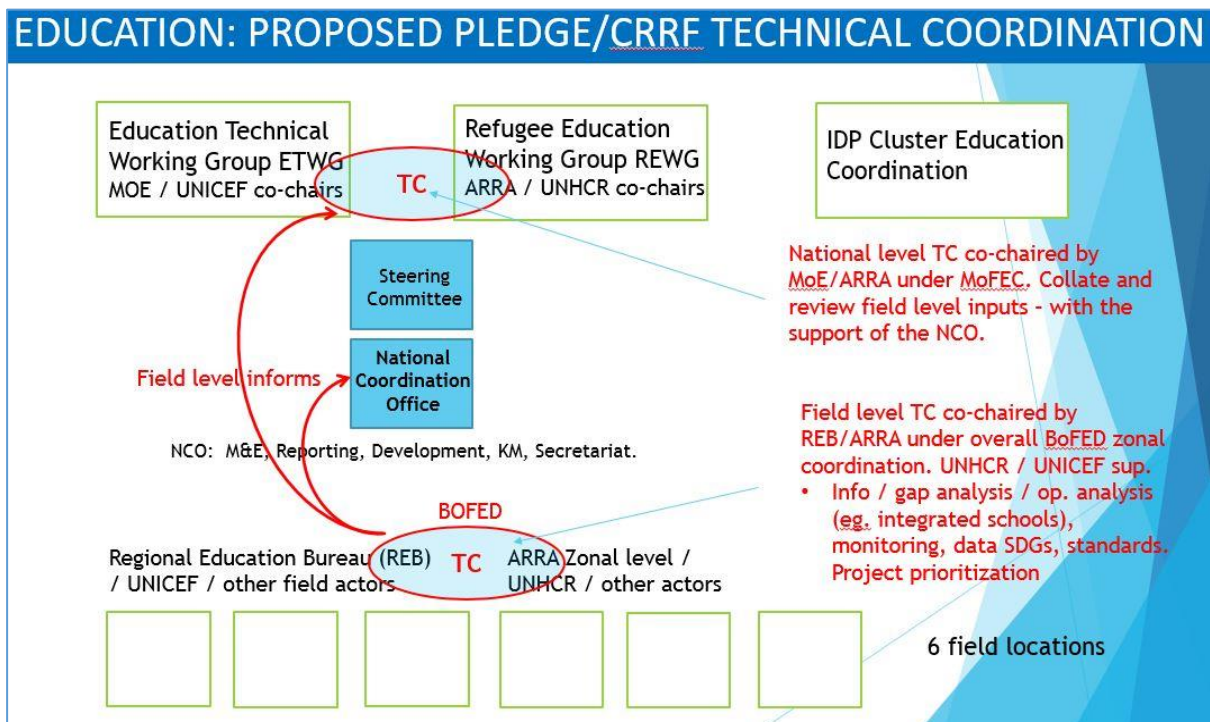 EDUCATION: PROPOSED PLEDGE/CRRF TECHNICAL COORDINATION
Education Technical
Working Group ETWG
MOE / UNICEF co-chairs
TC
Refugee Education
Working Group REWG
ARRA / UNHCR co-chairs
IDP Cluster Education
Coordination
Steering
Committee
National level TC co-chaired by
MoE/ARRA under MoFEC. Collate and
review field level inputs - with the
support of the NCO.
Field level informs
National
Coordination
Office
NCO: M&E, Reporting, Development, KM, Secretariat.
Field level TC co-chaired by
REB/ARRA under overall BoFED zonal
coordination. UNHCR / UNICEF sup.
• Info / gap analysis / op. analysis
(eg. integrated schools),
monitoring, data SDGs, standards.
Project prioritization
BOFED
Regional Education Bureau (REB)
/ UNICEF / other field actors
TC
ARRA Zonal level /
UNHCR / other actors
6 field locations